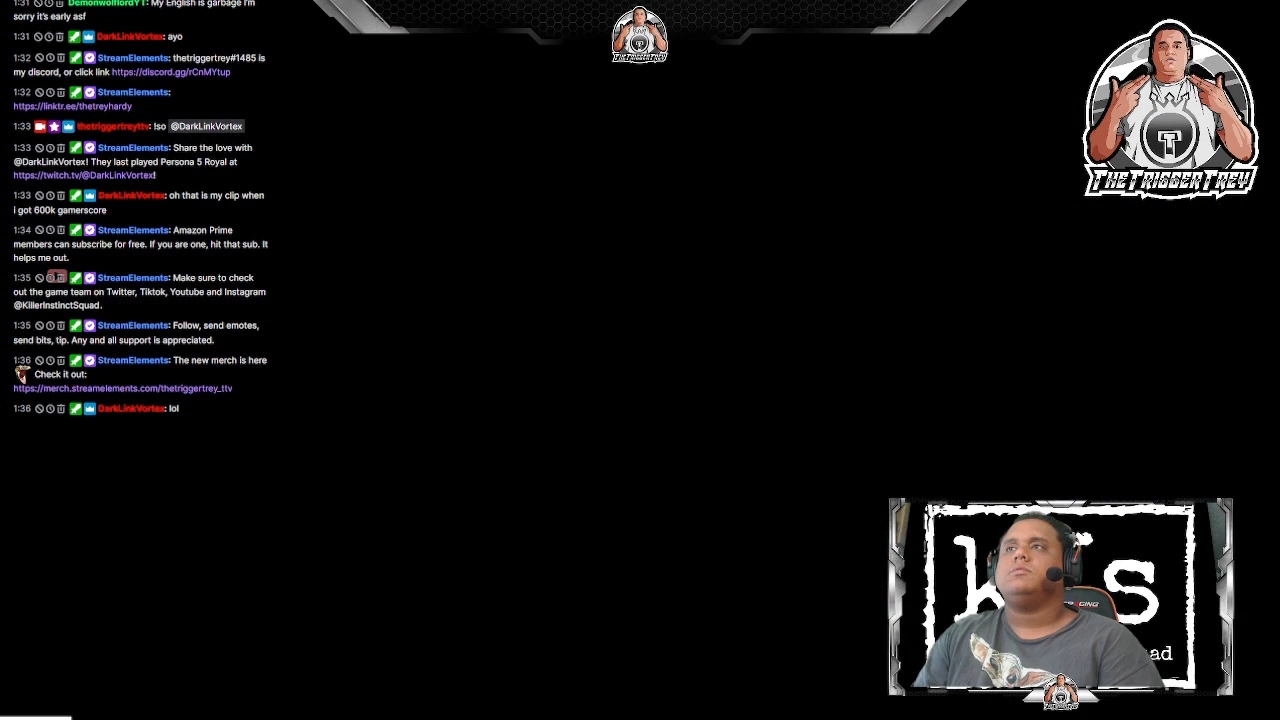 1:31 DemonwolflordYT: My English is garbage I'm
sorry it's early asf
1:31 DarkLinkVortex: ayo
1:32 StreamElements: thetriggertrey#1485 is
my discord, or click link https://discord.gg/rCnMYtup
1:32 StreamElements:
https://linktr.ee/thetreyhardy
1:33 thetriggertreyttv: !so @DarkLinkVortex
1:33 StreamElements: Share the love with
@DarkLinkVortex! They last played Persona 5 Royal at
https://twitch.tv/@DarkLinkVortex!
1:33 DarkLinkVortex: oh that is my clip when
I got 600k gamerscore
1:34 StreamElements: Amazon Prime
members can subscribe for free. If you are one, hit that sub. It
helps me out.
1:35 StreamElements: Make sure to check
out the game team on Twitter, Tiktok, Youtube and Instagram
@KillerInstinctSquad.
1:35 StreamElements: Follow, send emotes,
send bits, tip. Any and all support is appreciated.
1:36 StreamElements: The new merch is here
Check it out:
https://merch.streamelements.com/thetriggertrey_ttv
1:36 DarkLinkVortex: lol
THETRIGGERTREY
T
THETRIGGERTREY